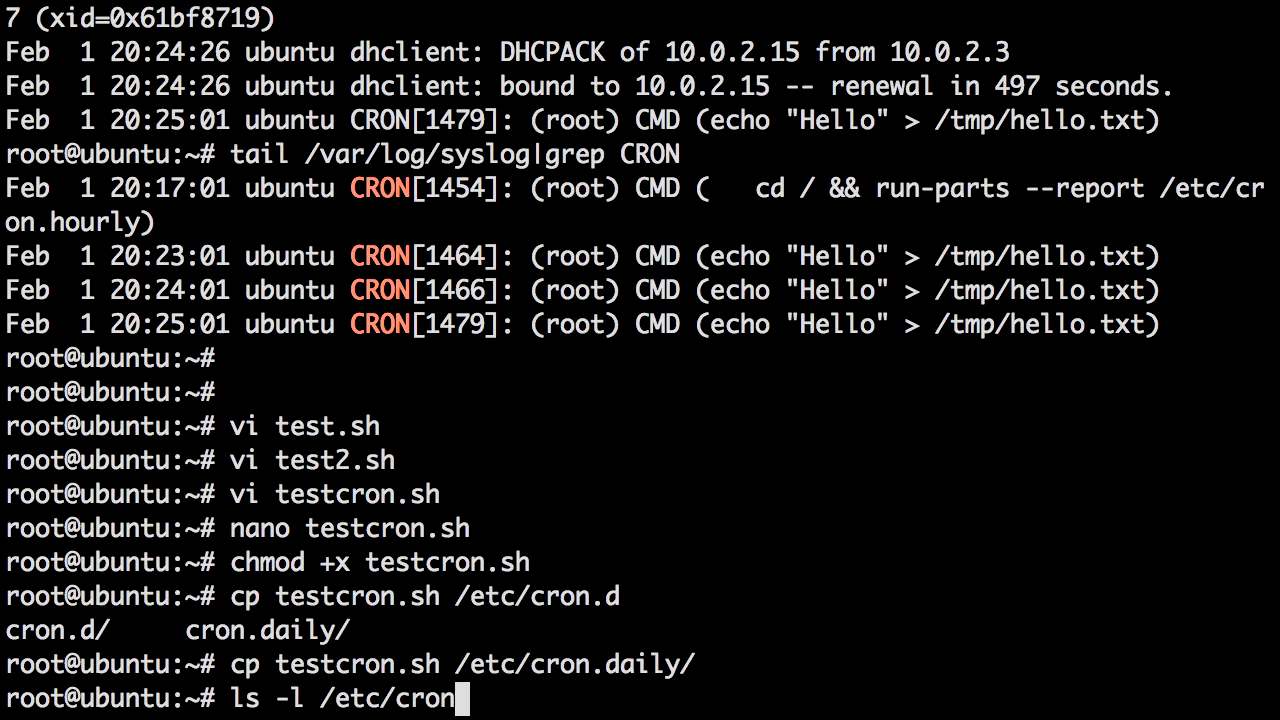 7 (xid=0x61bf8719)
Feb  1 20:24:26 ubuntu dhclient: DHCPACK of 10.0.2.15 from 10.0.2.3
Feb  1 20:24:26 ubuntu dhclient: bound to 10.0.2.15 -- renewal in 497 seconds.
Feb  1 20:25:01 ubuntu CRON[1479]: (root) CMD (echo "Hello" > /tmp/hello.txt)
root@ubuntu:~# tail /var/log/syslog|grep CRON
Feb  1 20:17:01 ubuntu CRON[1454]: (root) CMD (   cd / && run-parts --report /etc/cr
on.hourly)
Feb  1 20:23:01 ubuntu CRON[1464]: (root) CMD (echo "Hello" > /tmp/hello.txt)
Feb  1 20:24:01 ubuntu CRON[1466]: (root) CMD (echo "Hello" > /tmp/hello.txt)
Feb  1 20:25:01 ubuntu CRON[1479]: (root) CMD (echo "Hello" > /tmp/hello.txt)
root@ubuntu:~#
root@ubuntu:~#
root@ubuntu:~# vi test.sh
root@ubuntu:~# vi test2.sh
root@ubuntu:~# vi testcron.sh
root@ubuntu:~# nano testcron.sh
root@ubuntu:~# chmod +x testcron.sh
root@ubuntu:~# cp testcron.sh /etc/cron.d
cron.d/     cron.daily/
root@ubuntu:~# cp testcron.sh /etc/cron.daily/
root@ubuntu:~# ls -l /etc/cron